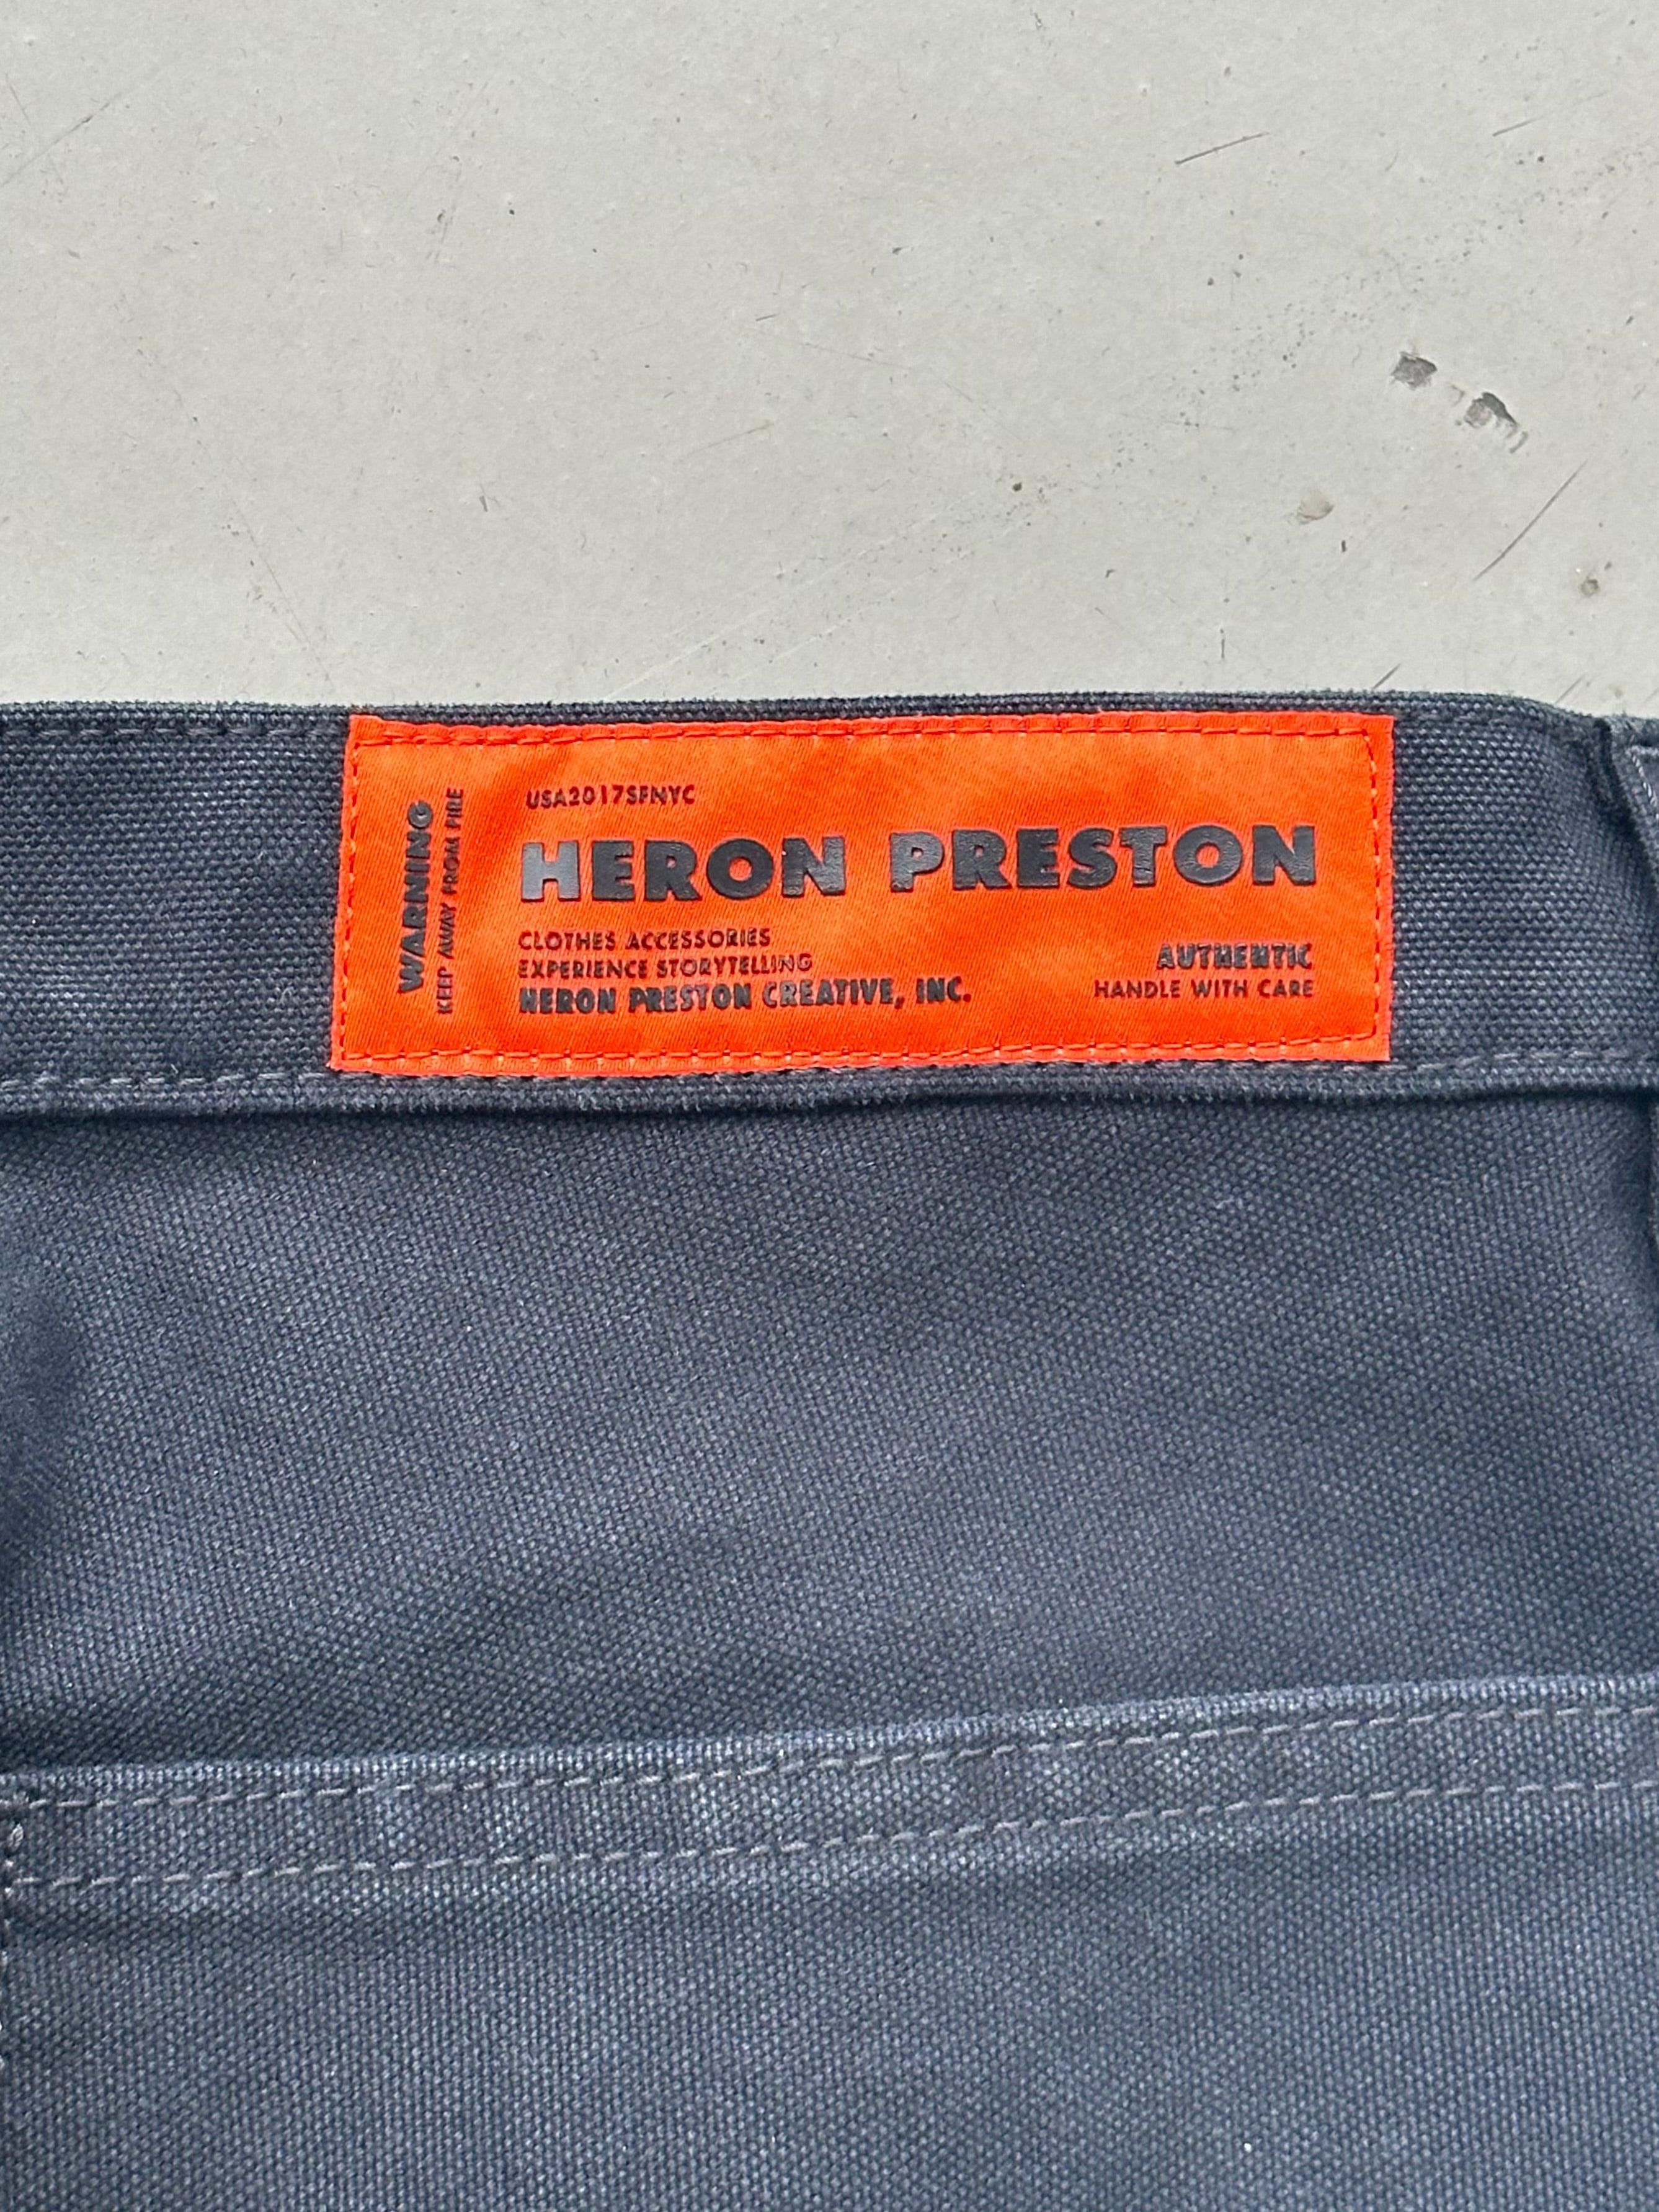 WARNING
KEEP AWAY FROM FIRE
USA2017SFNYC
HERON PRESTON
CLOTHES ACCESSORIES
EXPERIENCE STORYTELLING
HERON PRESTON CREATIVE, INC.
AUTHENTIC
HANDLE WITH CARE